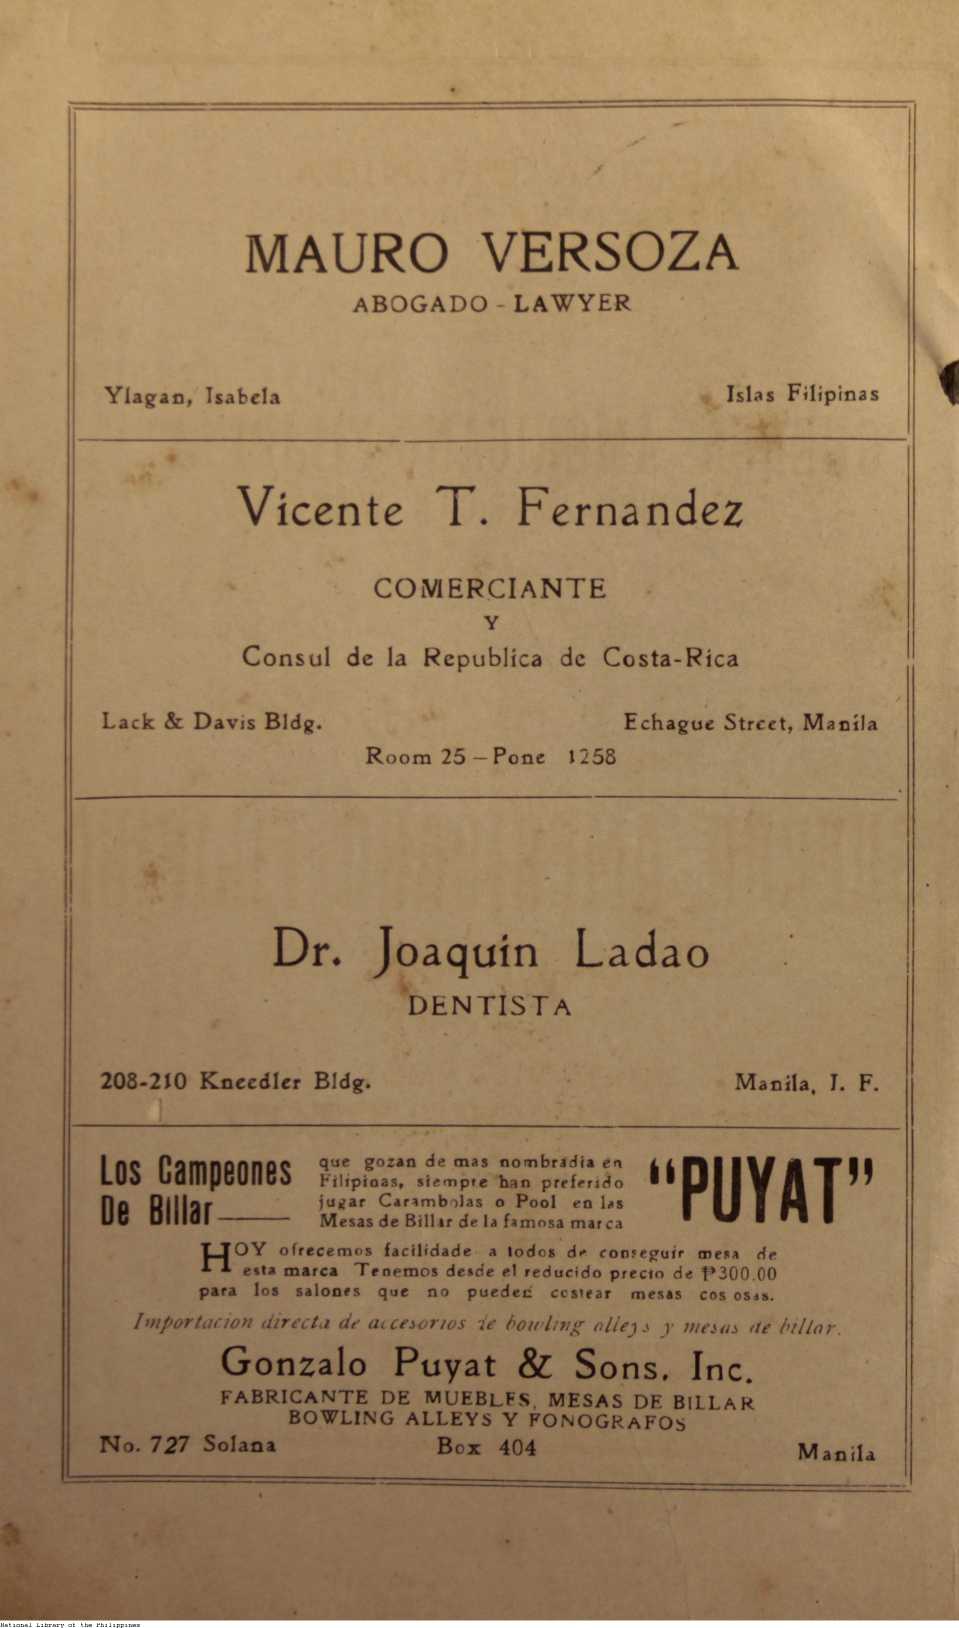 MAURO VERSOZA
ABOGADO - LAWYER
Ylagan, Isabela Islas Filipinas
Vicente T. Fernandez
COMERCIANTE
Y
Consul de la Republica de Costa-Rica
Lack & Davis Bldg. Echague Street, Manila
Room 25 – Pone 1258
Dr. Joaquin Ladao
DENTISTA
208-210 Kneedler Bldg. Manila, I. F.
Los Campeones
De Billar
que gozan de mas nombradia en
Filipinas, siempre han preferido
jugar Carambolas o Pool en las
Mesas de Billar de la famosa marca
“PUYAT”
HOY ofrecemos facilidade a todos de conseguir mesa de
esta marca Tenemos desde el reducido precio de ₱300.00
para los salones que no pueden costear mesas cos osas.
Importacion directa de accesorios de bowling alleys y mesas de billar.
Gonzalo Puyat & Sons, Inc.
FABRICANTE DE MUEBLES, MESAS DE BILLAR
BOWLING ALLEYS Y FONOGRAFOS
No. 727 Solana Box 404 Manila
National Library of the Philippines